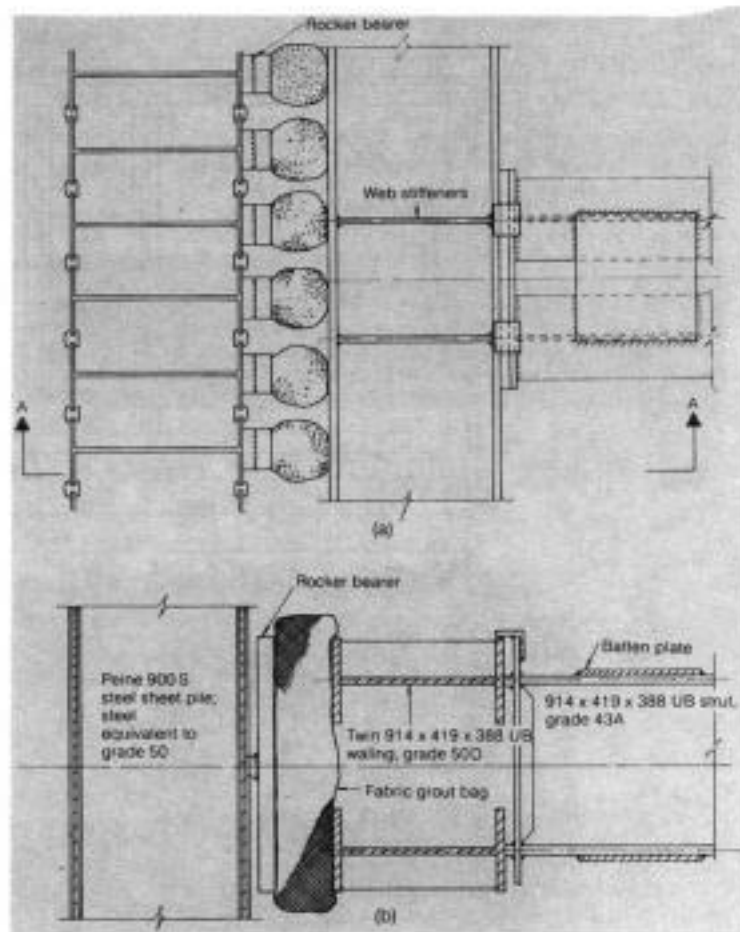 Rocker bearer
Web stiffeners
A
A
(a)
Rocker bearer
Batten plate
Peine 900 S
steel sheet pile;
steel
equivalent to
grade 50
914 x 419 x 388 UB strut,
grade 43A
Twin 914 x 419 x 388 UB
waling, grade 50D
Fabric grout bag
(b)